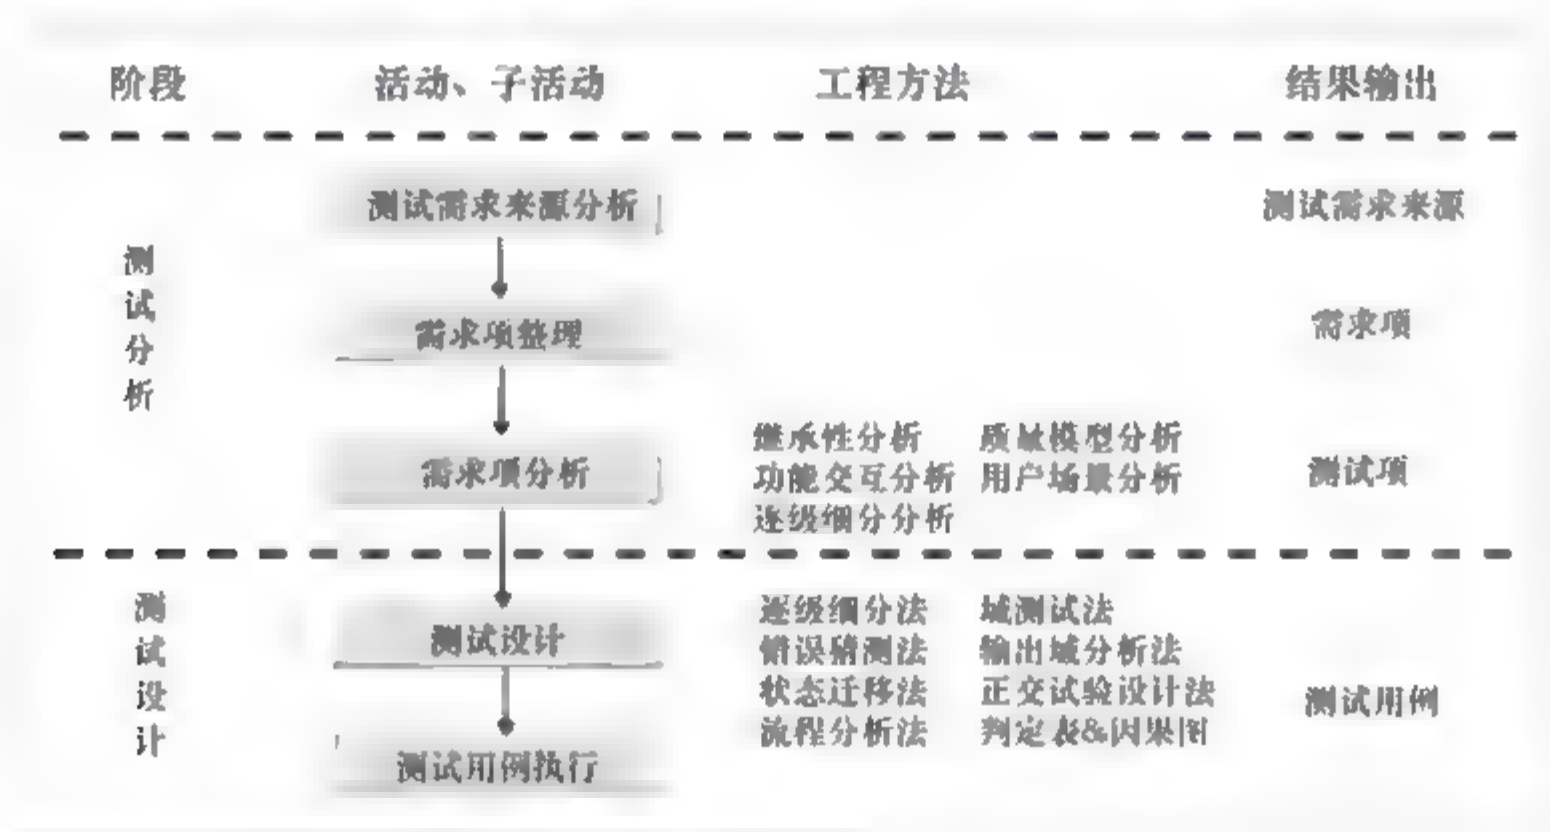 阶段 活动、子活动 工程方法 结果输出
测试分析
测试需求来源分析 测试需求来源
需求项整理 需求项
需求项分析 测试项
继承性分析 质量模型分析
功能交互分析 用户场景分析
逐级细分分析
测试设计
测试设计
逐级细分法 域测试法
错误猜测法 输出域分析法
状态迁移法 正交试验设计法
流程分析法 判定表&因果图
测试用例
测试用例执行